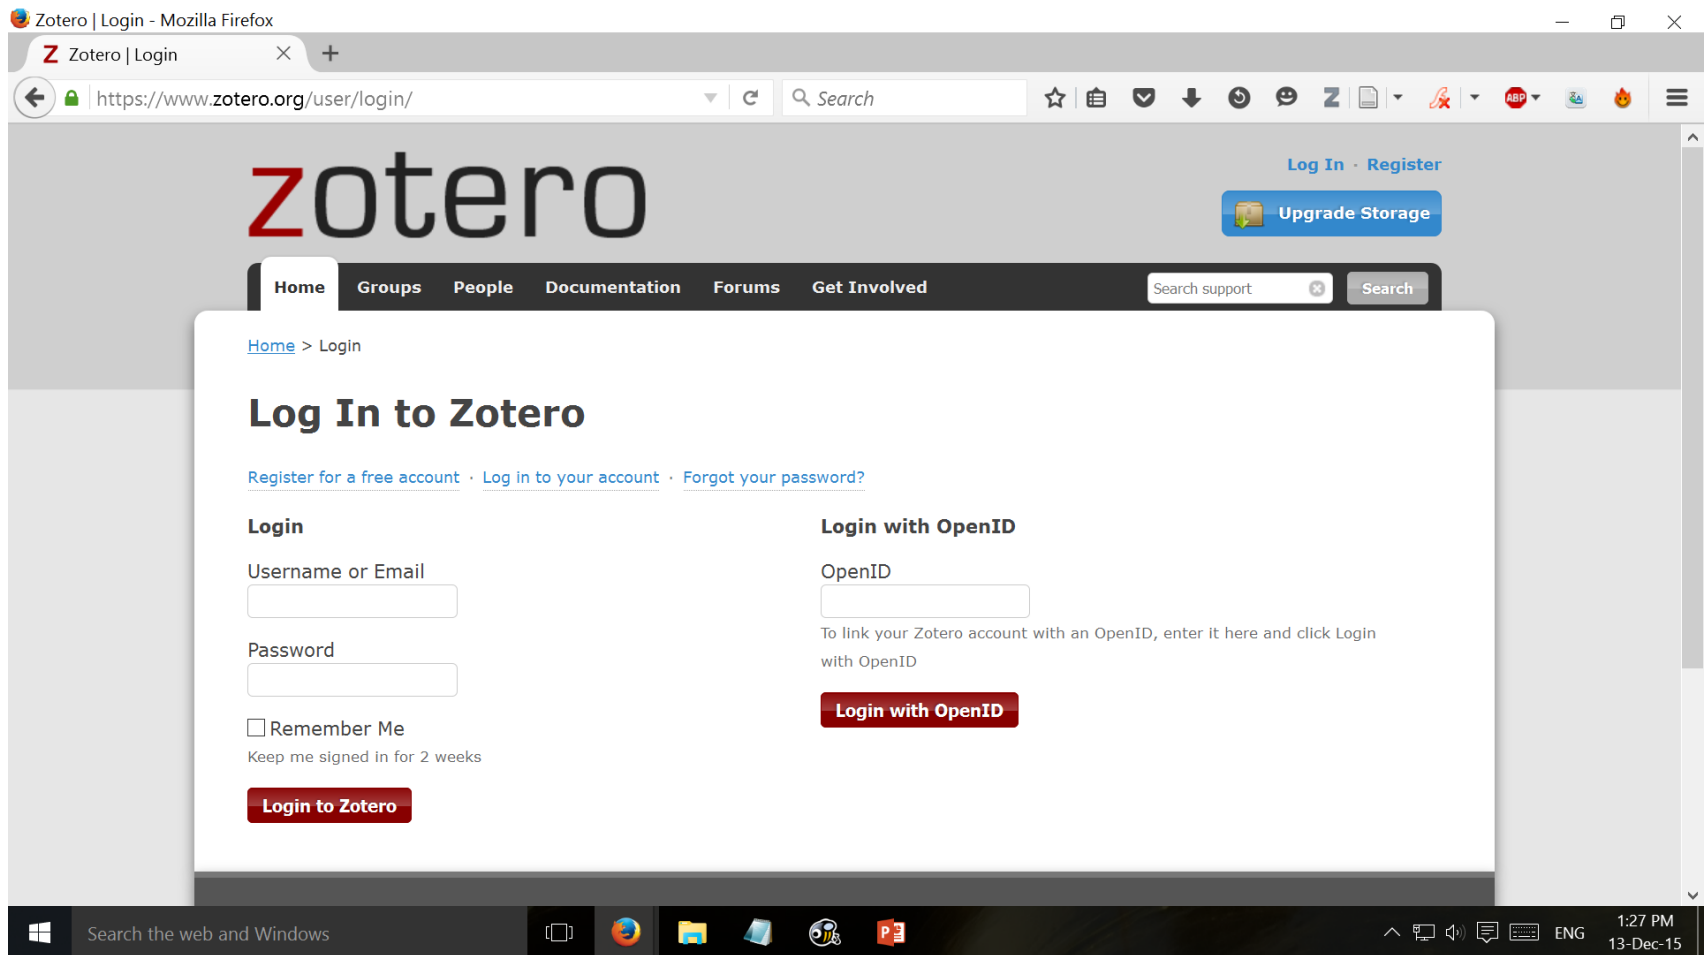 Zotero | Login - Mozilla Firefox
Z Zotero | Login
https://www.zotero.org/user/login/
Search
Z
ABP
zotero
Log In · Register
Upgrade Storage
Home Groups People Documentation Forums Get Involved Search support Search
Home > Login
Log In to Zotero
Register for a free account · Log in to your account · Forgot your password?
Login
Username or Email
Password
Remember Me
Keep me signed in for 2 weeks
Login to Zotero
Login with OpenID
OpenID
To link your Zotero account with an OpenID, enter it here and click Login
with OpenID
Login with OpenID
Search the web and Windows
ENG
1:27 PM
13-Dec-15